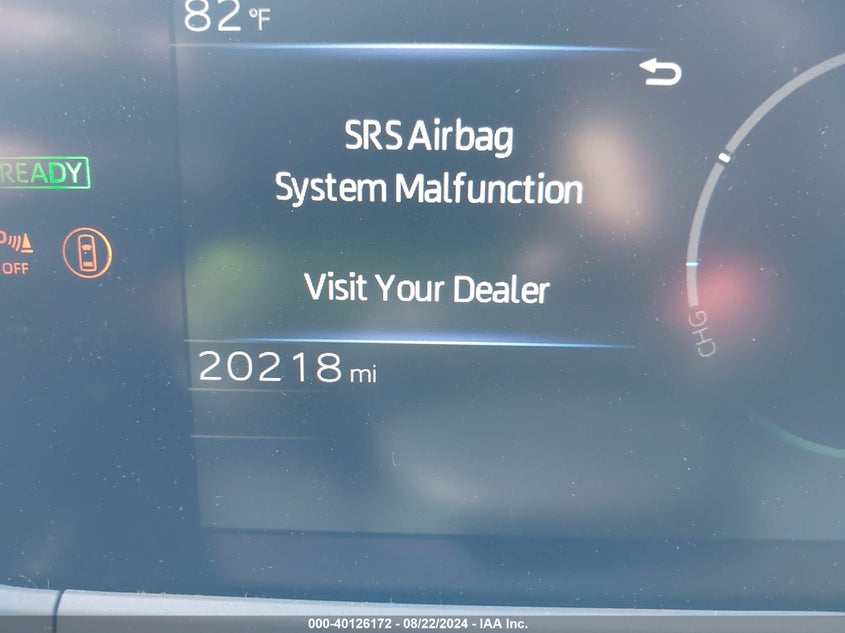 82 °F
SRS Airbag
System Malfunction
READY
OFF
Visit Your Dealer
CHG
20218 mi
000-40126172 - 08/22/2024 - IAA Inc.